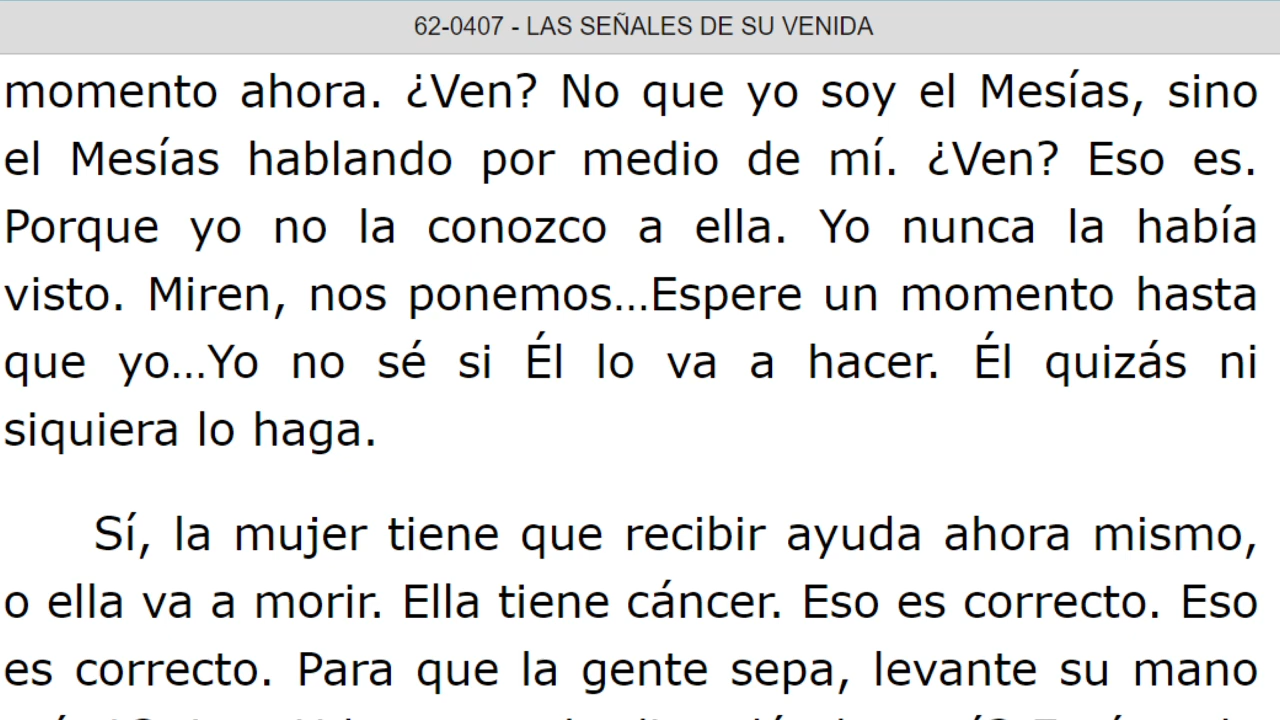 62-0407 - LAS SEÑALES DE SU VENIDA
momento ahora. ¿Ven? No que yo soy el Mesías, sino
el Mesías hablando por medio de mí. ¿Ven? Eso es.
Porque yo no la conozco a ella. Yo nunca la había
visto. Miren, nos ponemos...Espere un momento hasta
que yo...Yo no sé si Él lo va a hacer. Él quizás ni
siquiera lo haga.
Sí, la mujer tiene que recibir ayuda ahora mismo,
o ella va a morir. Ella tiene cáncer. Eso es correcto. Eso
es correcto. Para que la gente sepa, levante su mano